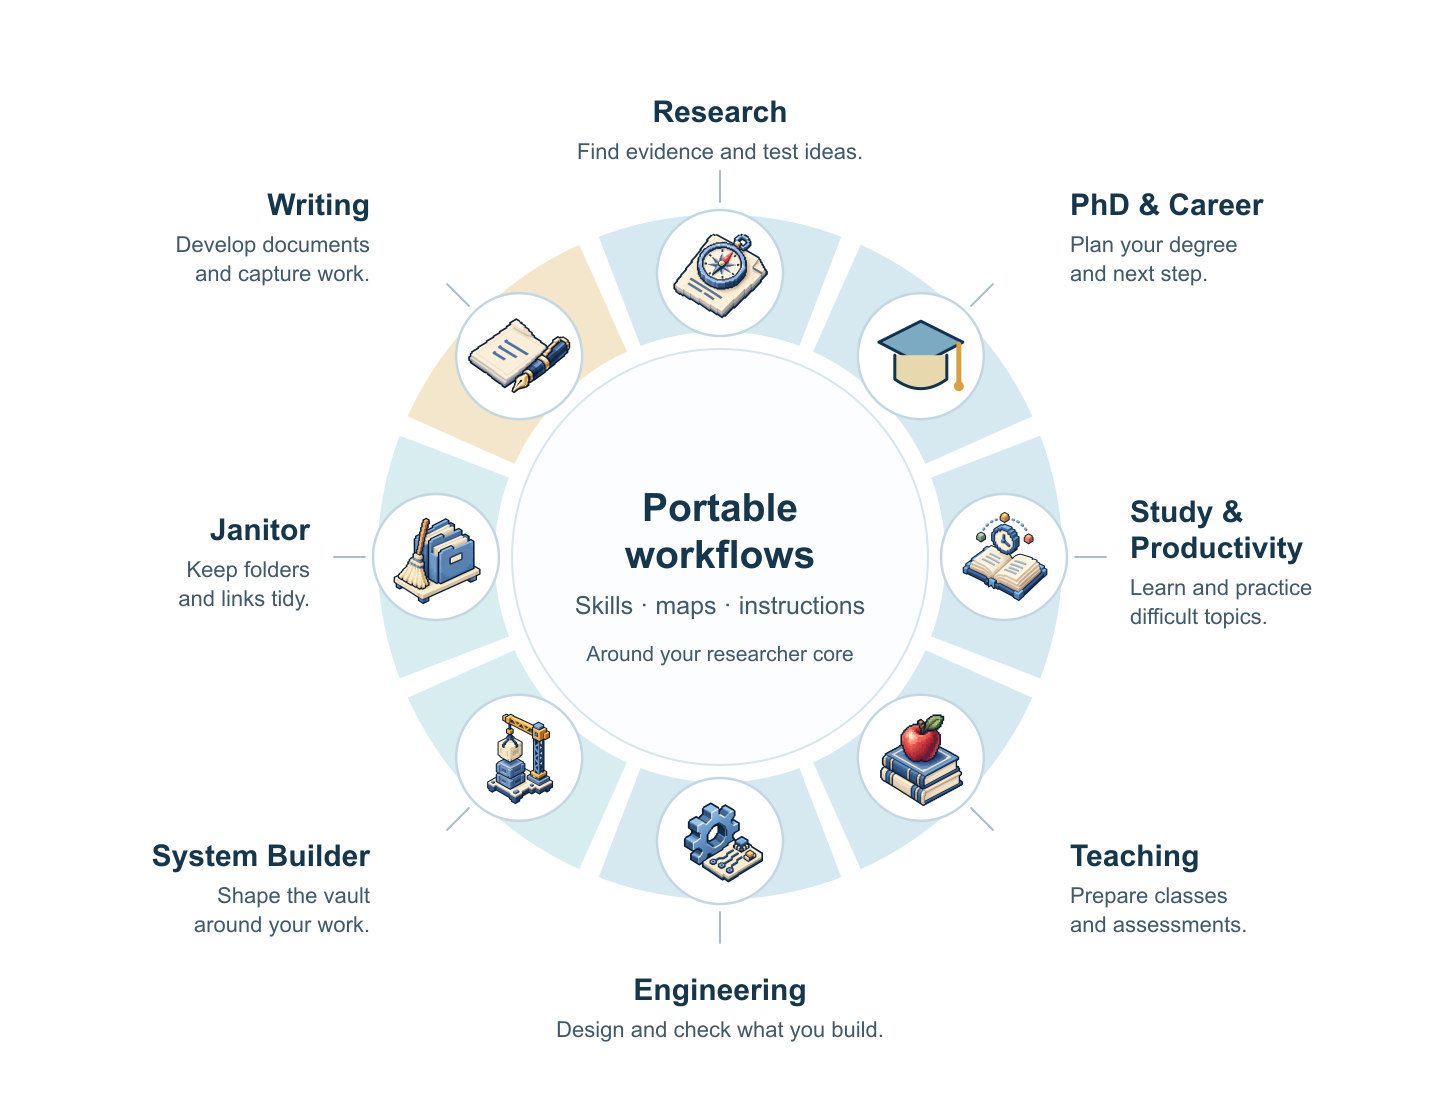 Research
Find evidence and test ideas.
Writing
Develop documents
and capture work.
PhD & Career
Plan your degree
and next step.
Janitor
Keep folders
and links tidy.
Portable
workflows
Skills · maps · instructions
Around your researcher core
Study &
Productivity
Learn and practice
difficult topics.
System Builder
Shape the vault
around your work.
Teaching
Prepare classes
and assessments.
Engineering
Design and check what you build.